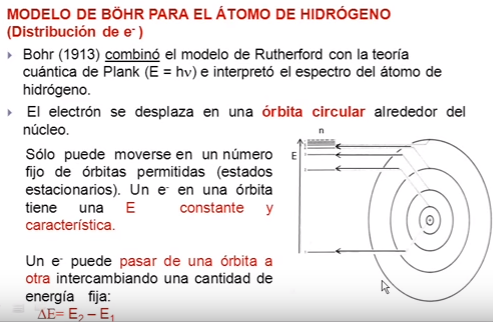 MODELO DE BÖHR PARA EL ÁTOMO DE HIDRÓGENO
(Distribución de e⁻ )
Bohr (1913) combinó el modelo de Rutherford con la teoría
cuántica de Plank (E = hν) e interpretó el espectro del átomo de
hidrógeno.
El electrón se desplaza en una órbita circular alrededor del
núcleo.
Sólo puede moverse en un número
fijo de órbitas permitidas (estados
estacionarios). Un e⁻ en una órbita
tiene una E constante y
característica.
Un e⁻ puede pasar de una órbita a
otra intercambiando una cantidad de
energía fija:
ΔE= E₂ – E₁
n
E